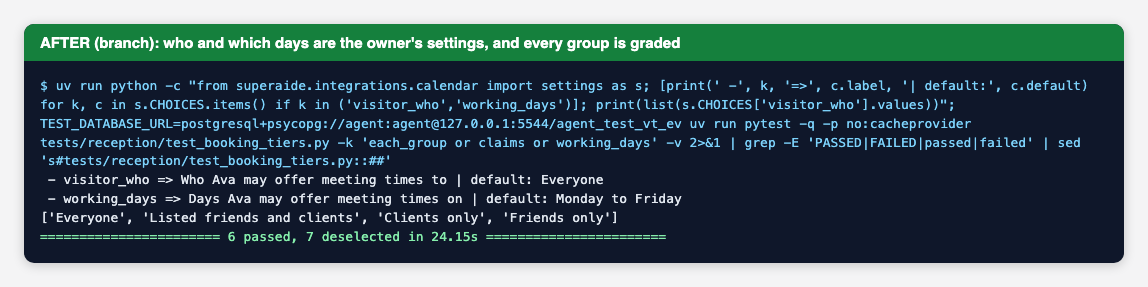 AFTER (branch): who and which days are the owner's settings, and every group is graded
$ uv run python -c "from superaide.integrations.calendar import settings as s; [print(' -', k, '=>', c.label, '| default:', c.default)
for k, c in s.CHOICES.items() if k in ('visitor_who','working_days')]; print(list(s.CHOICES['visitor_who'].values))";
TEST_DATABASE_URL=postgresql+psycopg://agent:agent@127.0.0.1:5544/agent_test_vt_ev uv run pytest -q -p no:cacheprovider
tests/reception/test_booking_tiers.py -k 'each_group or claims or working_days' -v 2>&1 | grep -E 'PASSED|FAILED|passed|failed' | sed
's#tests/reception/test_booking_tiers.py::##'
 - visitor_who => Who Ava may offer meeting times to | default: Everyone
 - working_days => Days Ava may offer meeting times on | default: Monday to Friday
['Everyone', 'Listed friends and clients', 'Clients only', 'Friends only']
======================= 6 passed, 7 deselected in 24.15s =======================